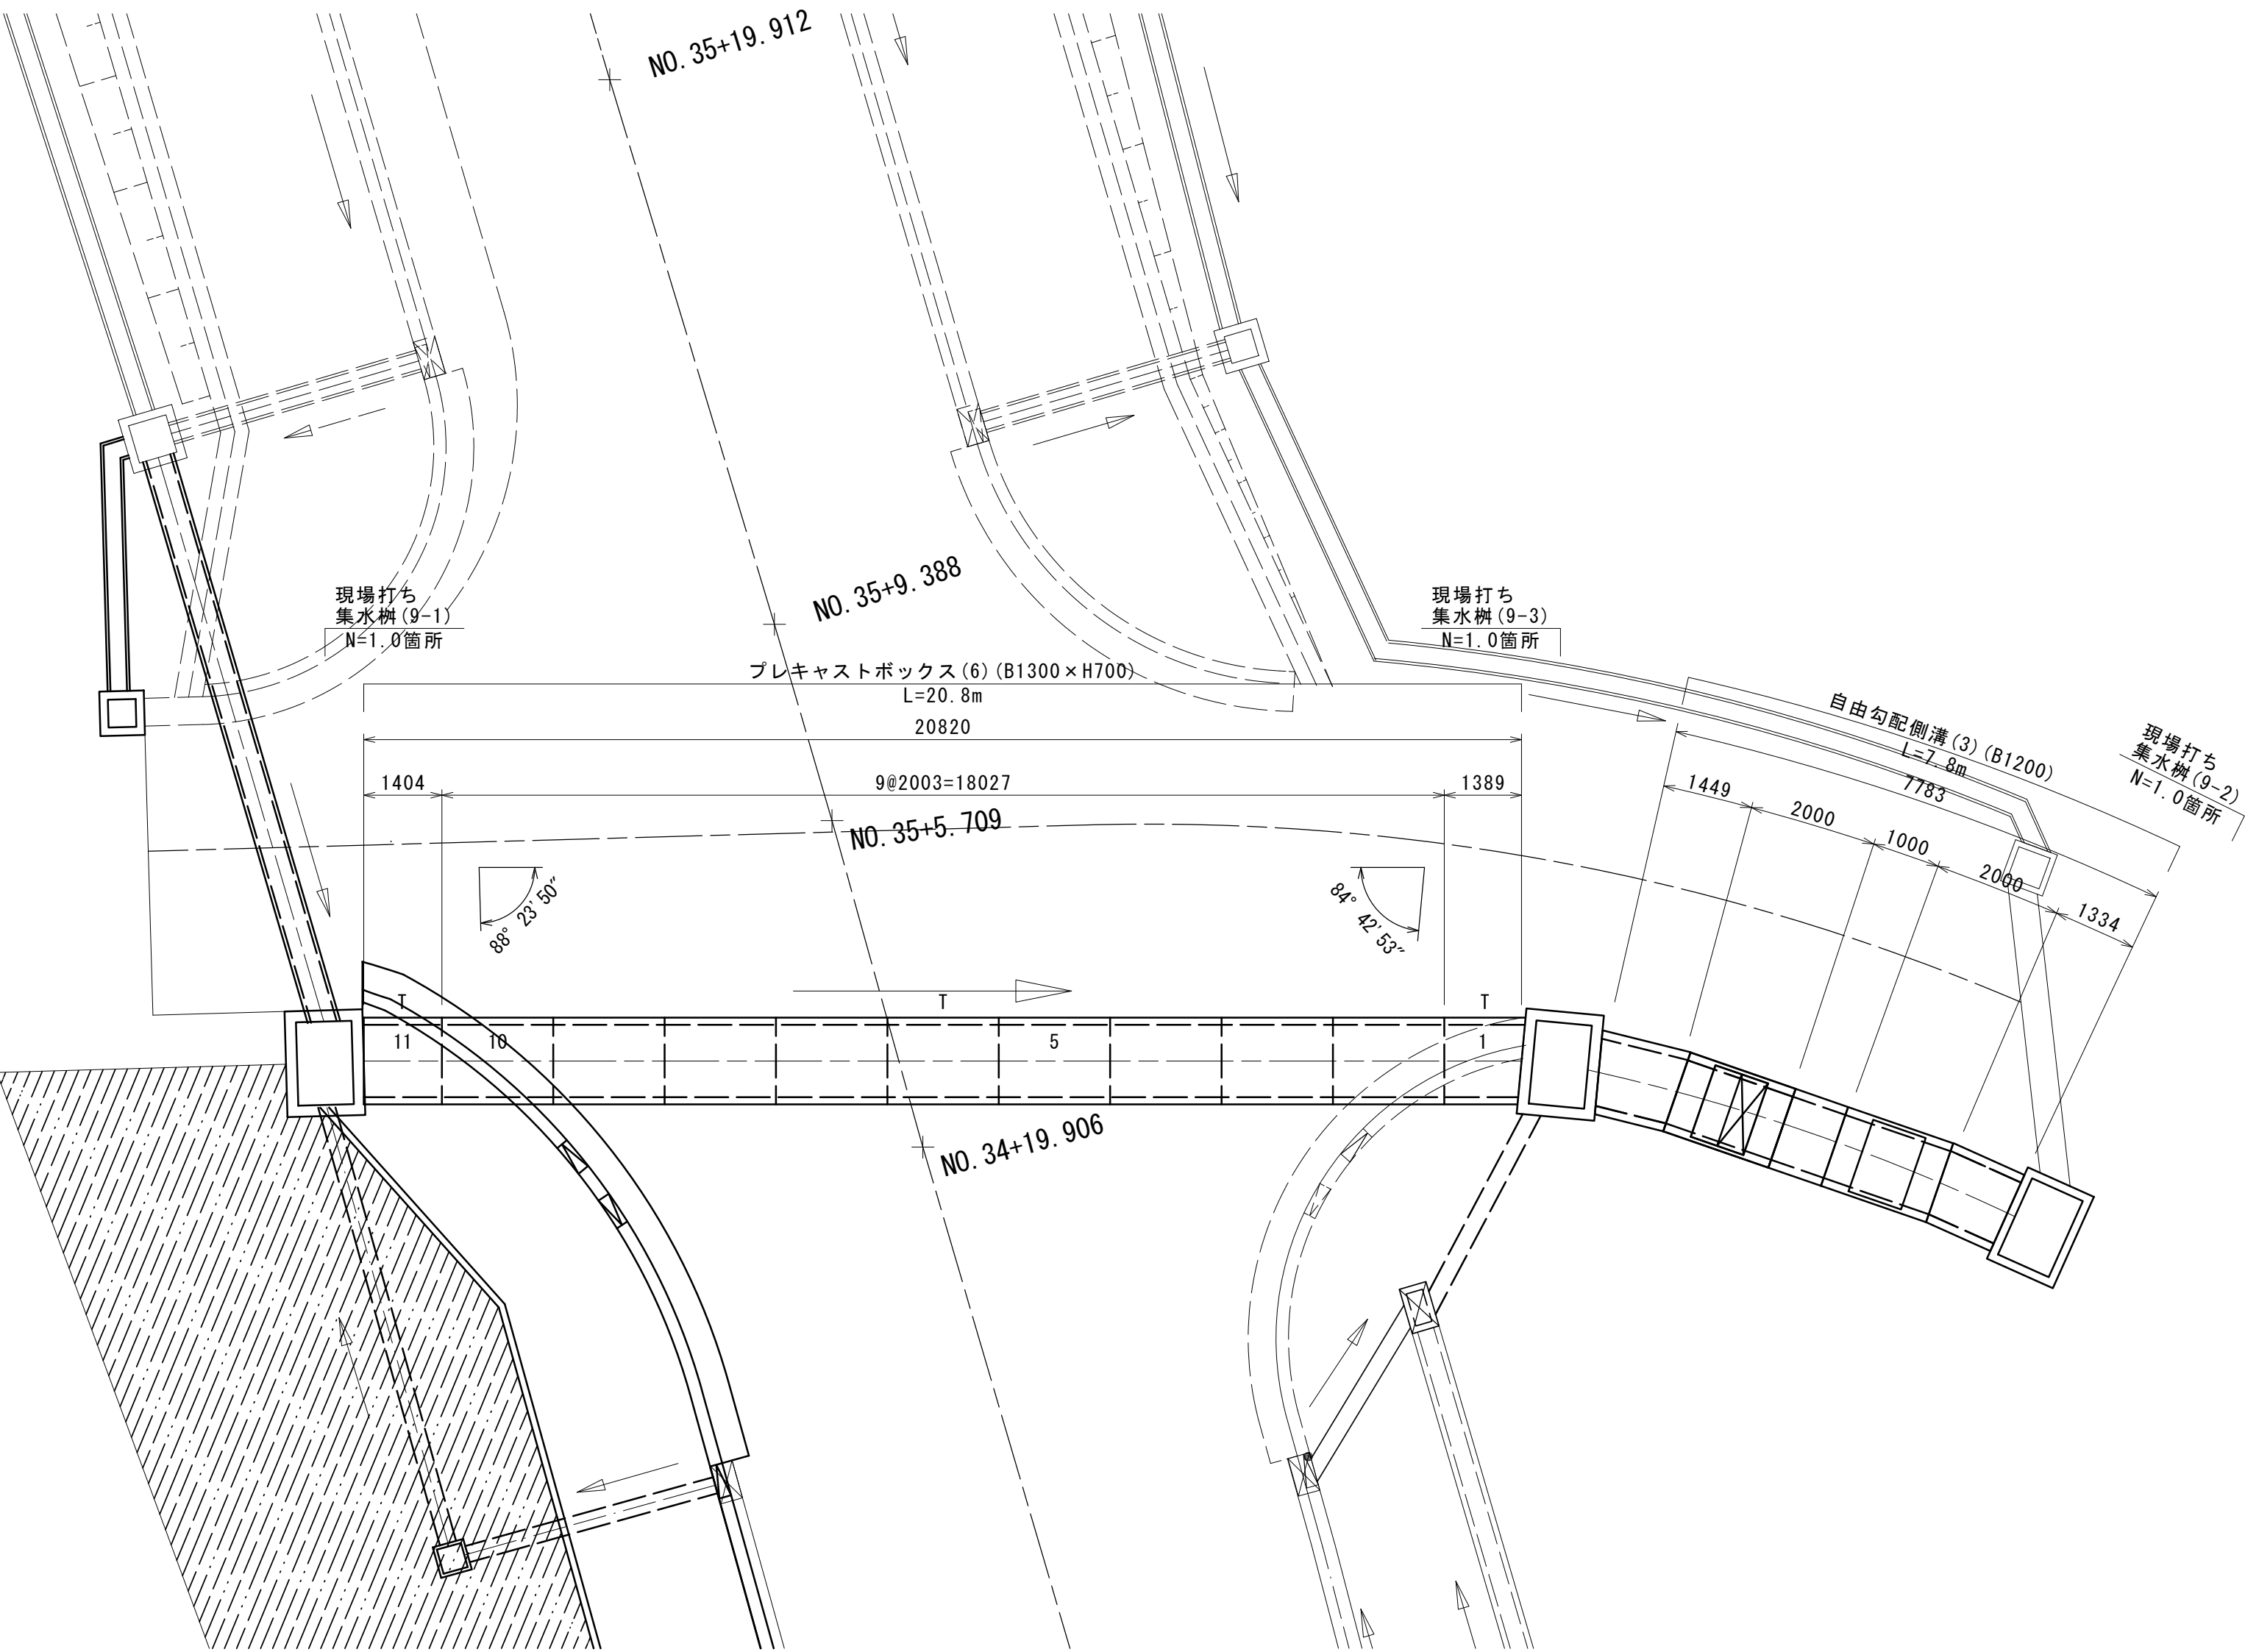 NO.35+19.912
NO.35+9.388
現場打ち
集水桝(9-1)
N=1.0箇所
現場打ち
集水桝(9-3)
N=1.0箇所
プレキャストボックス(6)(B1300×H700)
L=20.8m
20820
1404
9@2003=18027
1389
自由勾配側溝(3)(B1200)
L=7.8m
7783
現場打ち
集水桝(9-2)
N=1.0箇所
1449
2000
1000
2000
1334
NO.35+5.709
88°23'50"
84°42'53"
T
T
T
11
10
5
1
NO.34+19.906